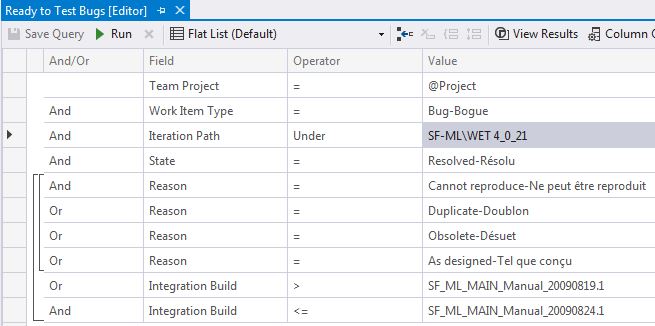 Ready to Test Bugs [Editor]
Save Query Run Flat List (Default) View Results Column O
And/Or Field Operator Value
Team Project = @Project
And Work Item Type = Bug-Bogue
And Iteration Path Under SF-ML\WET 4_0_21
And State = Resolved-Résolu
And Reason = Cannot reproduce-Ne peut être reproduit
Or Reason = Duplicate-Doublon
Or Reason = Obsolete-Désuet
Or Reason = As designed-Tel que conçu
Or Integration Build > SF_ML_MAIN_Manual_20090819.1
And Integration Build <= SF_ML_MAIN_Manual_20090824.1